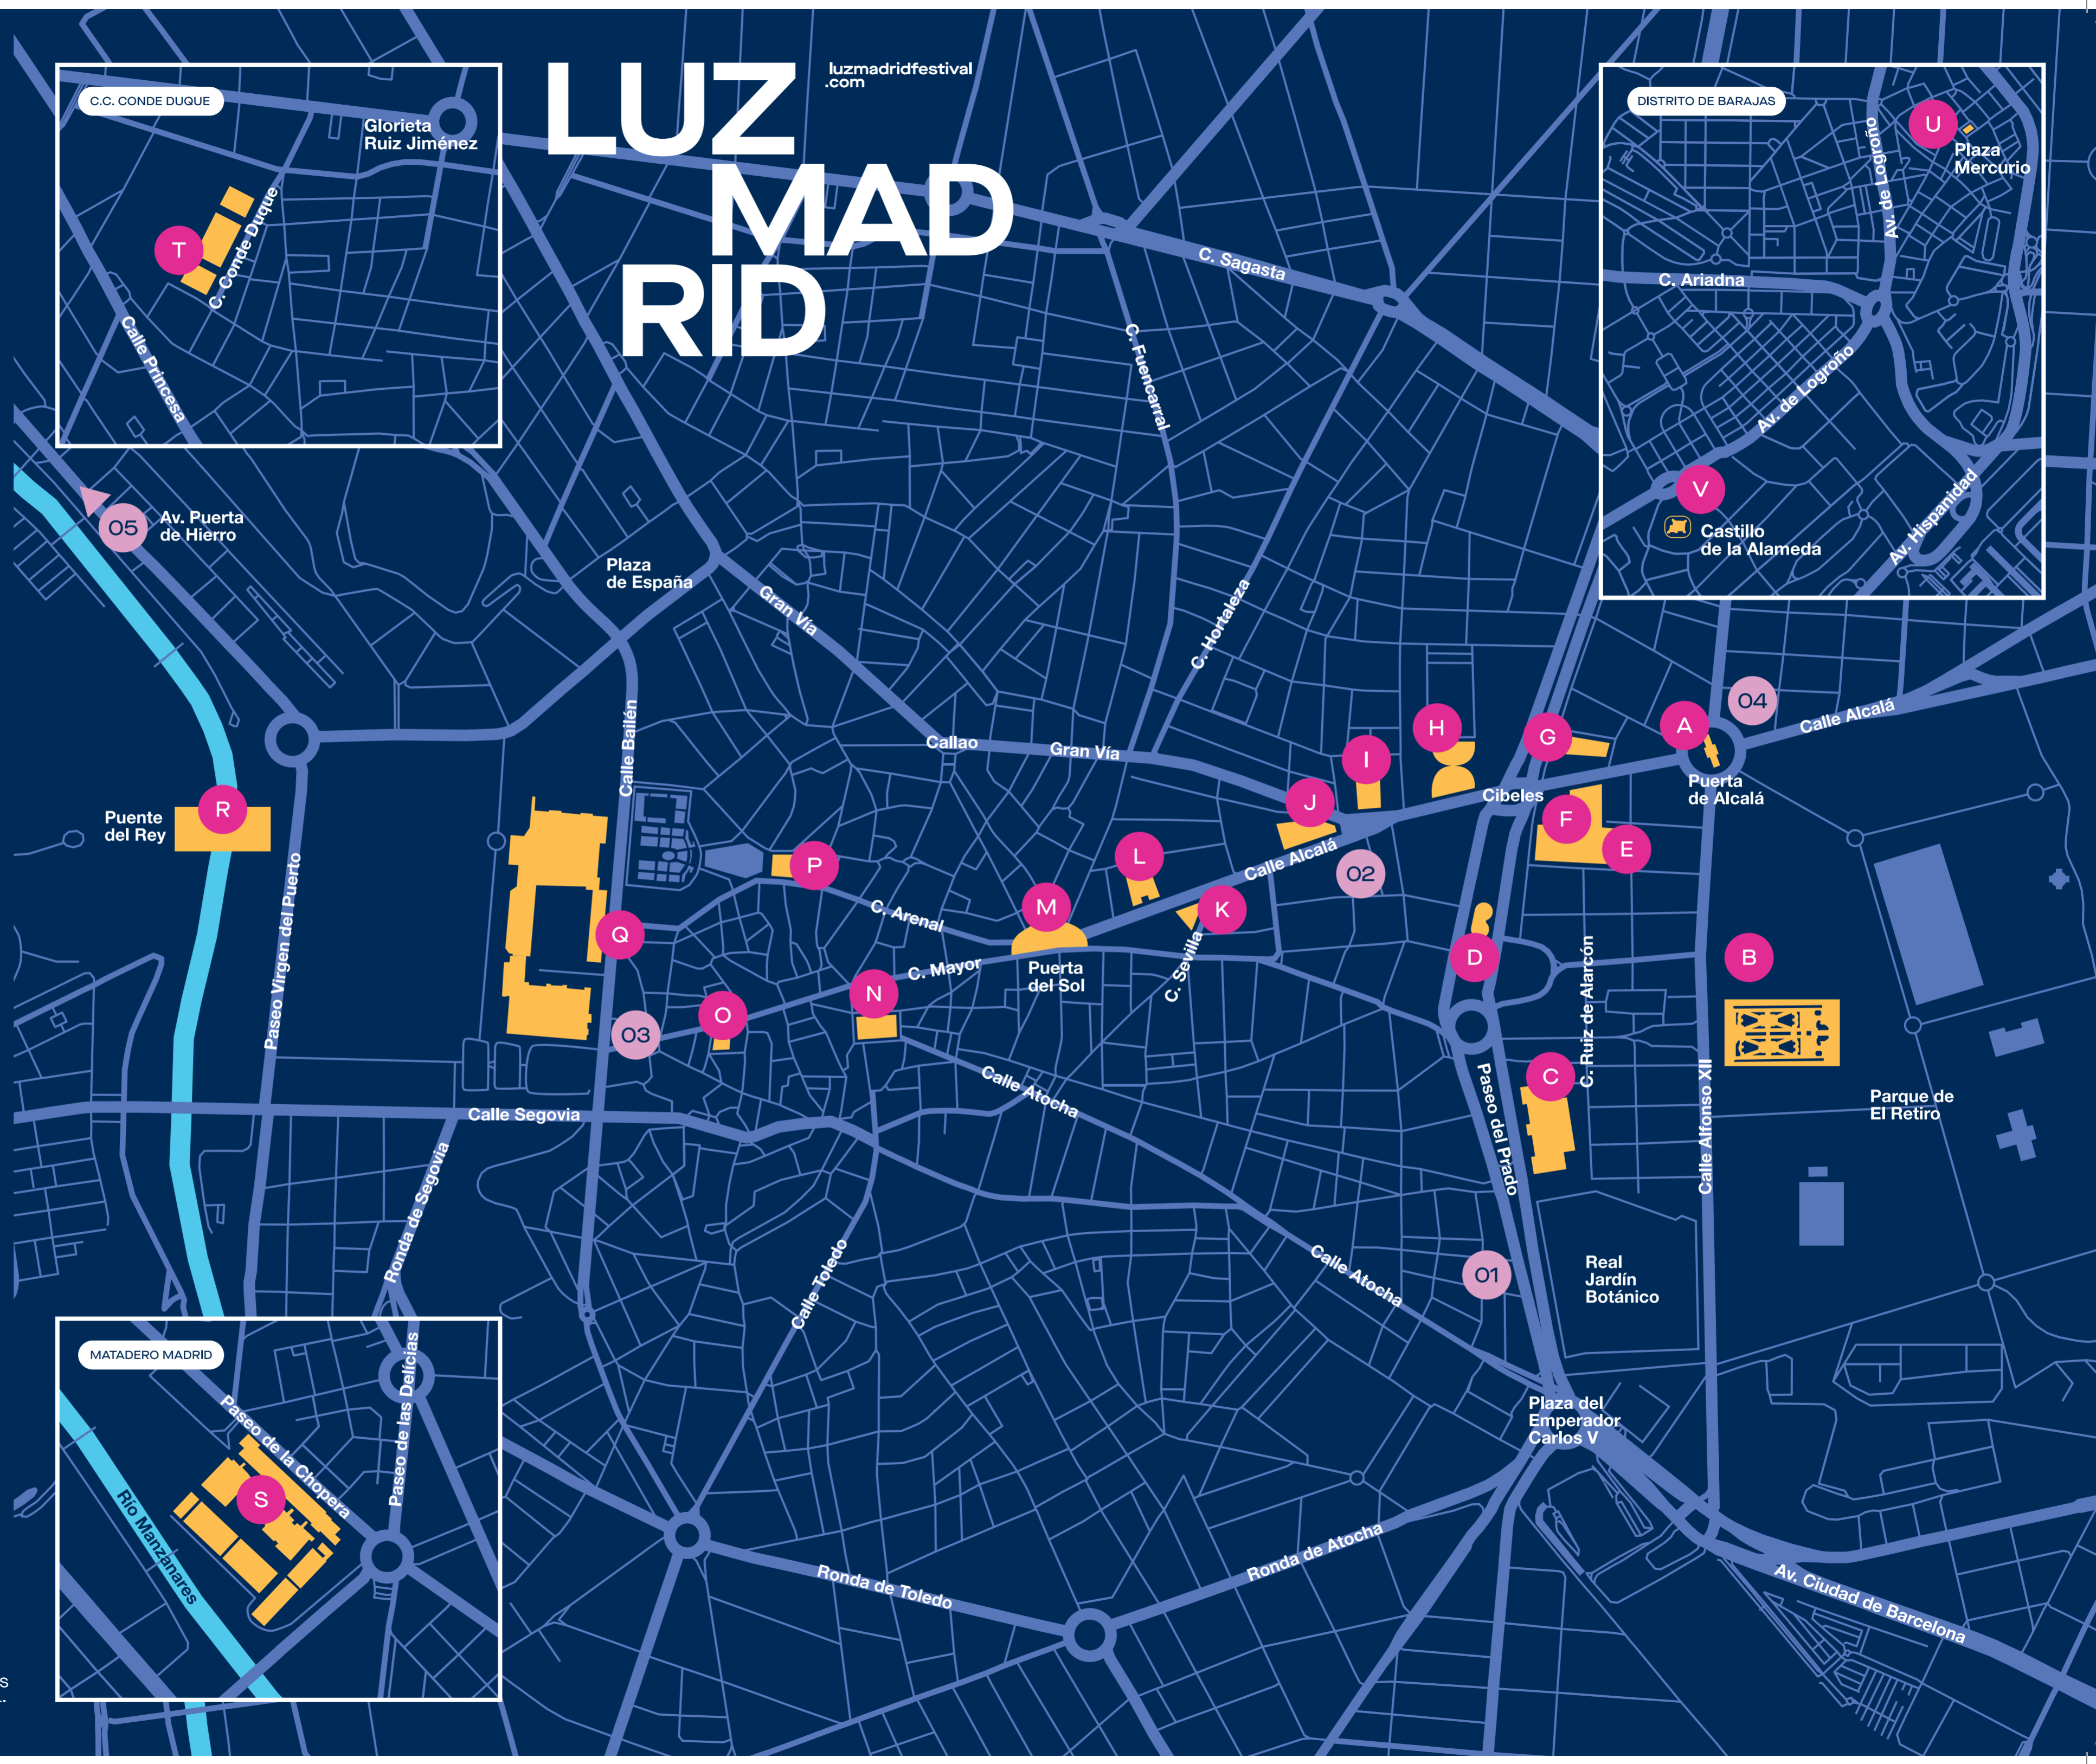 LUZ
MAD
RID
luzmadridfestival
.com
C.C. CONDE DUQUE
Glorieta
Ruiz Jiménez
T
C. Conde Duque
Calle Princesa
DISTRITO DE BARAJAS
U
Plaza
Mercurio
Av. de Logroño
C. Ariadna
Av. de Logroño
V
Castillo
de la Alameda
Av. Hispanidad
C. Sagasta
C. Fuencarral
05
Av. Puerta
de Hierro
Plaza
de España
Gran Vía
C. Hortaleza
Calle Bailén
Callao
Gran Vía
I
H
G
A
04
Calle Alcalá
Puerta
de Alcalá
Cibeles
J
R
Puente
del Rey
F
E
L
Calle Alcalá
02
P
C. Arenal
M
K
Q
C. Sevilla
Puerta
del Sol
C. Mayor
N
D
B
C. Ruiz de Alarcón
Paseo Virgen del Puerto
O
03
Calle Atocha
C
Paseo del Prado
Calle Alfonso XII
Parque de
El Retiro
Calle Segovia
Ronda de Segovia
Calle Toledo
Calle Atocha
01
Real
Jardín
Botánico
MATADERO MADRID
Paseo de las Delícias
Paseo de la Chopera
S
Río Manzanares
Plaza del
Emperador
Carlos V
Ronda de Toledo
Ronda de Atocha
Av. Ciudad de Barcelona